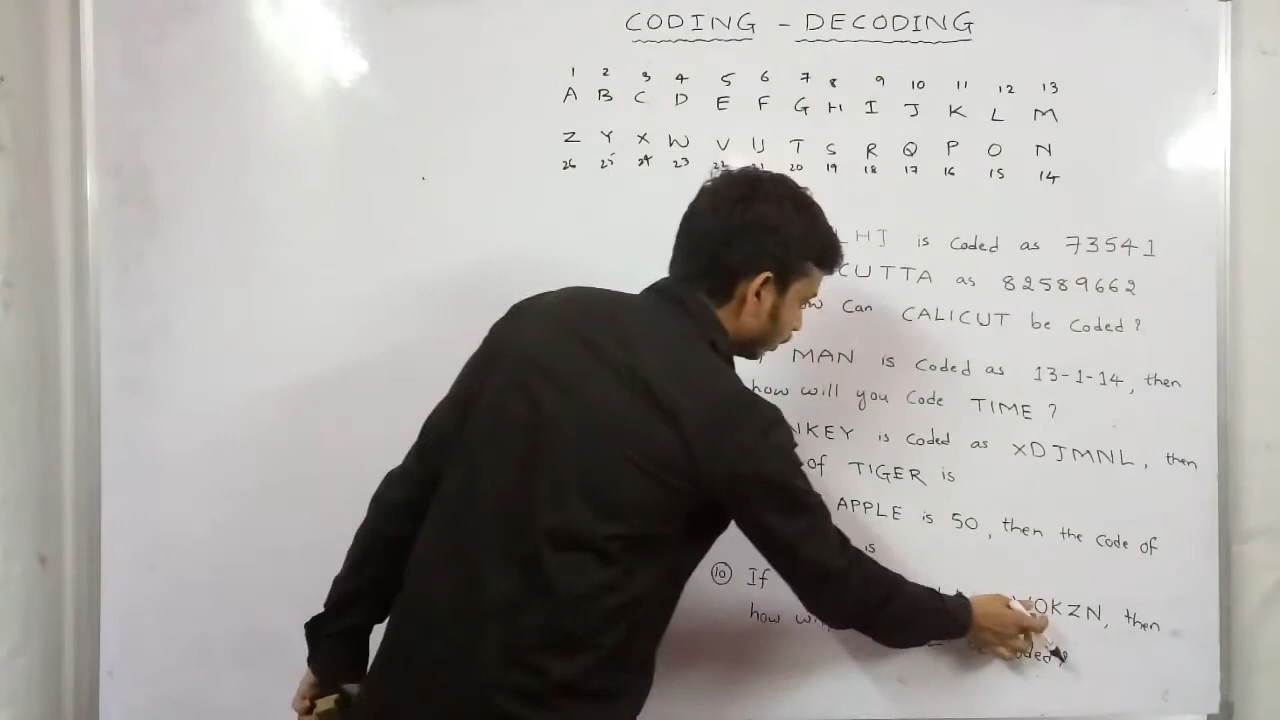 CODING - DECODING
1 2 3 4 5 6 7 8 9 10 11 12 13
A B C D E F G H I J K L M
Z Y X W V U T S R Q P O N
26 25 24 23 22 21 20 19 18 17 16 15 14
LHI is coded as 73541
CUTTA as 82589662
can CALICUT be coded?
MAN is coded as 13-1-14, then
how will you code TIME?
NKEY is coded as XDJMNL, then
of TIGER is
APPLE is 50, then the code of
is
(10) If OKZN, then
how